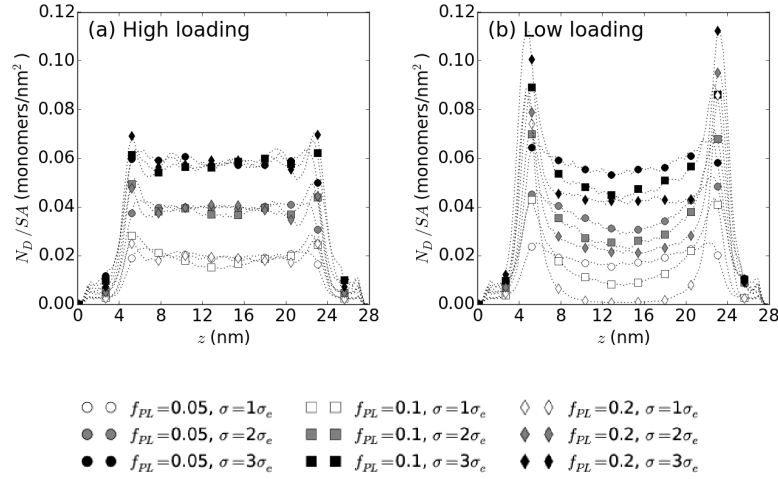 (a) High loading
(b) Low loading
0.12
0.10
0.08
0.06
0.04
0.02
0.00
N_D/SA (monomers/nm²)
0 4 8 12 16 20 24 28
z (nm)
0.12
0.10
0.08
0.06
0.04
0.02
0.00
N_D/SA (monomers/nm²)
0 4 8 12 16 20 24 28
z (nm)
f_PL=0.05, σ=1σ_e f_PL=0.1, σ=1σ_e f_PL=0.2, σ=1σ_e
f_PL=0.05, σ=2σ_e f_PL=0.1, σ=2σ_e f_PL=0.2, σ=2σ_e
f_PL=0.05, σ=3σ_e f_PL=0.1, σ=3σ_e f_PL=0.2, σ=3σ_e